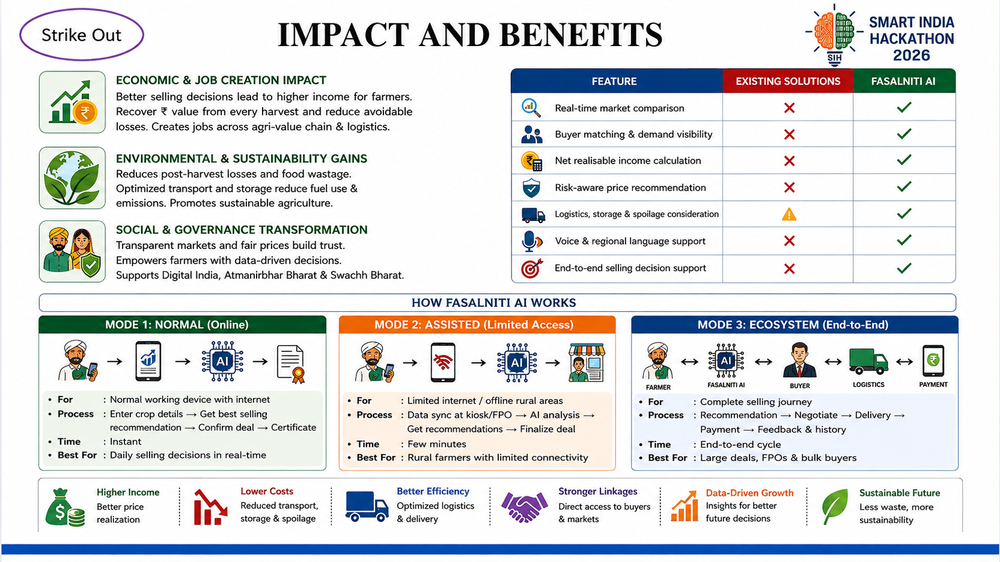 Strike Out
IMPACT AND BENEFITS
SIH
SMART INDIA
HACKATHON
2026
ECONOMIC & JOB CREATION IMPACT
Better selling decisions lead to higher income for farmers.
Recover ₹ value from every harvest and reduce avoidable
losses. Creates jobs across agri-value chain & logistics.
ENVIRONMENTAL & SUSTAINABILITY GAINS
Reduces post-harvest losses and food wastage.
Optimized transport and storage reduce fuel use &
emissions. Promotes sustainable agriculture.
SOCIAL & GOVERNANCE TRANSFORMATION
Transparent markets and fair prices build trust.
Empowers farmers with data-driven decisions.
Supports Digital India, Atmanirbhar Bharat & Swachh Bharat.
FEATURE EXISTING SOLUTIONS FASALNITI AI
Real-time market comparison ✕ ✓
Buyer matching & demand visibility ✕ ✓
₹ Net realisable income calculation ✕ ✓
Risk-aware price recommendation ✕ ✓
Logistics, storage & spoilage consideration ! ✓
Voice & regional language support ✕ ✓
End-to-end selling decision support ✕ ✓
HOW FASALNITI AI WORKS
MODE 1: NORMAL (Online)
→ → AI →
• For : Normal working device with internet
• Process : Enter crop details → Get best selling
recommendation → Confirm deal → Certificate
• Time : Instant
• Best For : Daily selling decisions in real-time
MODE 2: ASSISTED (Limited Access)
→ → AI →
• For : Limited internet / offline rural areas
• Process : Data sync at kiosk/FPO → AI analysis →
Get recommendations → Finalize deal
• Time : Few minutes
• Best For : Rural farmers with limited connectivity
MODE 3: ECOSYSTEM (End-to-End)
↔ AI ↔ ↔ ↔ ₹
FARMER FASALNITI AI BUYER LOGISTICS PAYMENT
• For : Complete selling journey
• Process : Recommendation → Negotiate → Delivery →
Payment → Feedback & history
• Time : End-to-end cycle
• Best For : Large deals, FPOs & bulk buyers
$
Higher Income
Better price
realization
Lower Costs
Reduced transport,
storage & spoilage
Better Efficiency
Optimized logistics
& delivery
Stronger Linkages
Direct access to buyers
& markets
Data-Driven Growth
Insights for better
future decisions
Sustainable Future
Less waste, more
sustainability